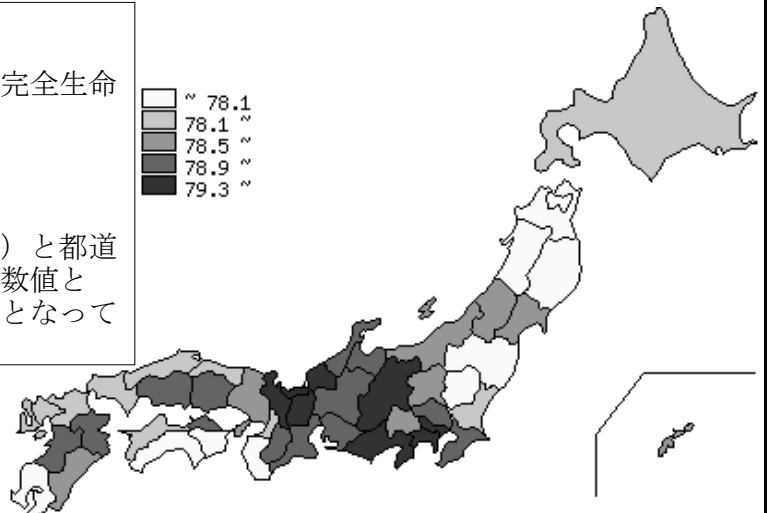 完全生命
）と都道
数値と
となって
~ 78.1
78.1 ~
78.5 ~
78.9 ~
79.3 ~